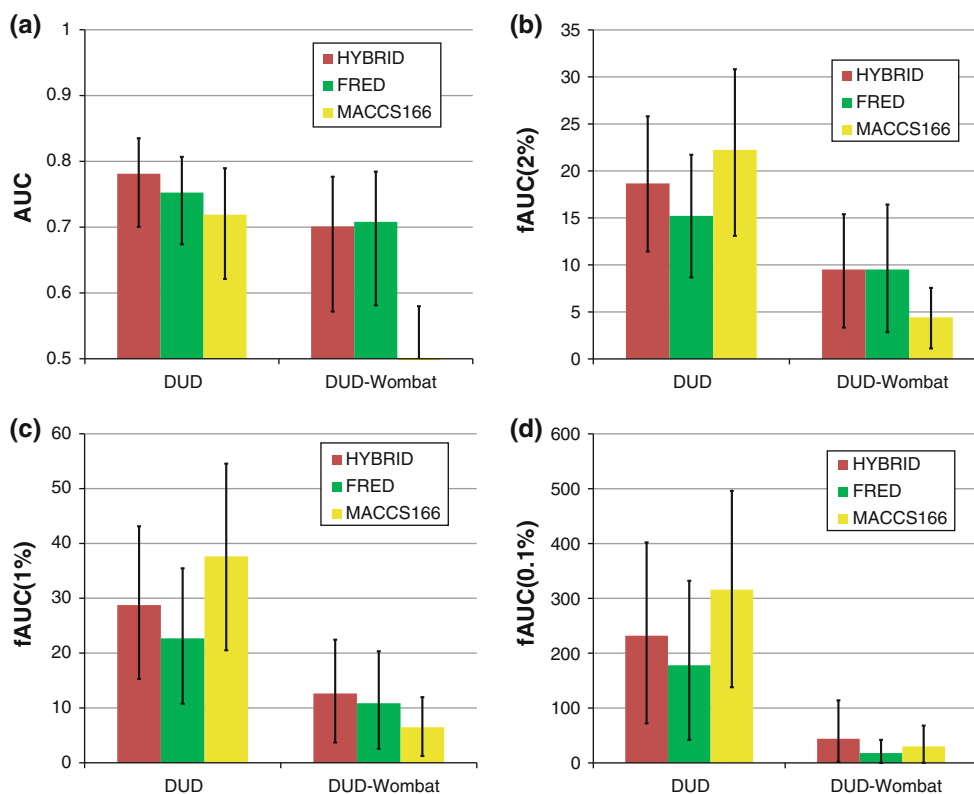 (a)
1
0.9
0.8
0.7
0.6
0.5
AUC
HYBRID
FRED
MACCS166
DUD
DUD-Wombat
(b)
35
30
25
20
15
10
5
0
fAUC(2%)
HYBRID
FRED
MACCS166
DUD
DUD-Wombat
(c)
60
50
40
30
20
10
0
fAUC(1%)
HYBRID
FRED
MACCS166
DUD
DUD-Wombat
(d)
600
500
400
300
200
100
0
fAUC(0.1%)
HYBRID
FRED
MACCS166
DUD
DUD-Wombat